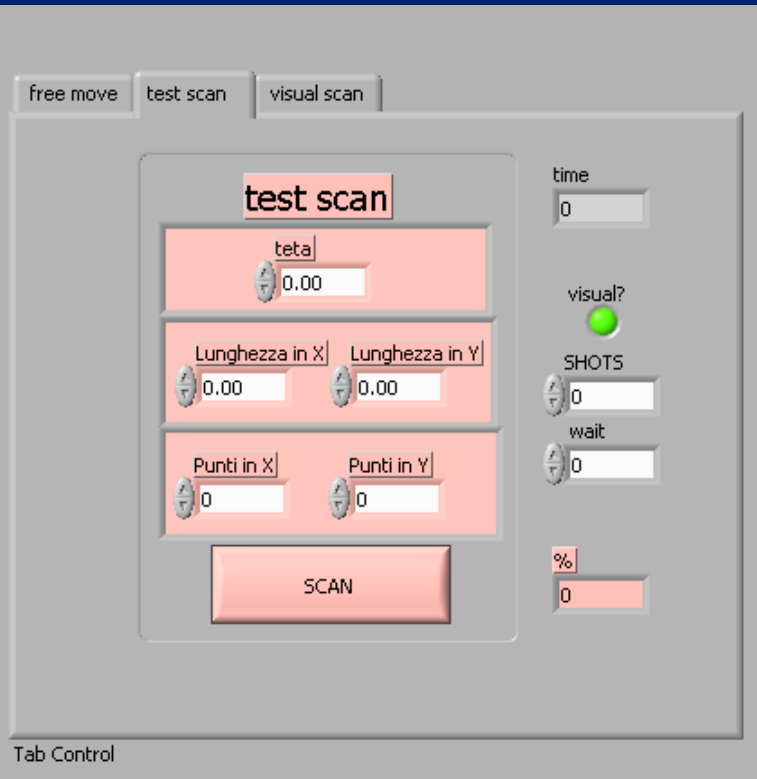 free move test scan visual scan
test scan
teta
0.00
Lunghezza in X Lunghezza in Y
0.00 0.00
Punti in X Punti in Y
0 0
SCAN
time
0
visual?
SHOTS
0
wait
0
%
0
Tab Control